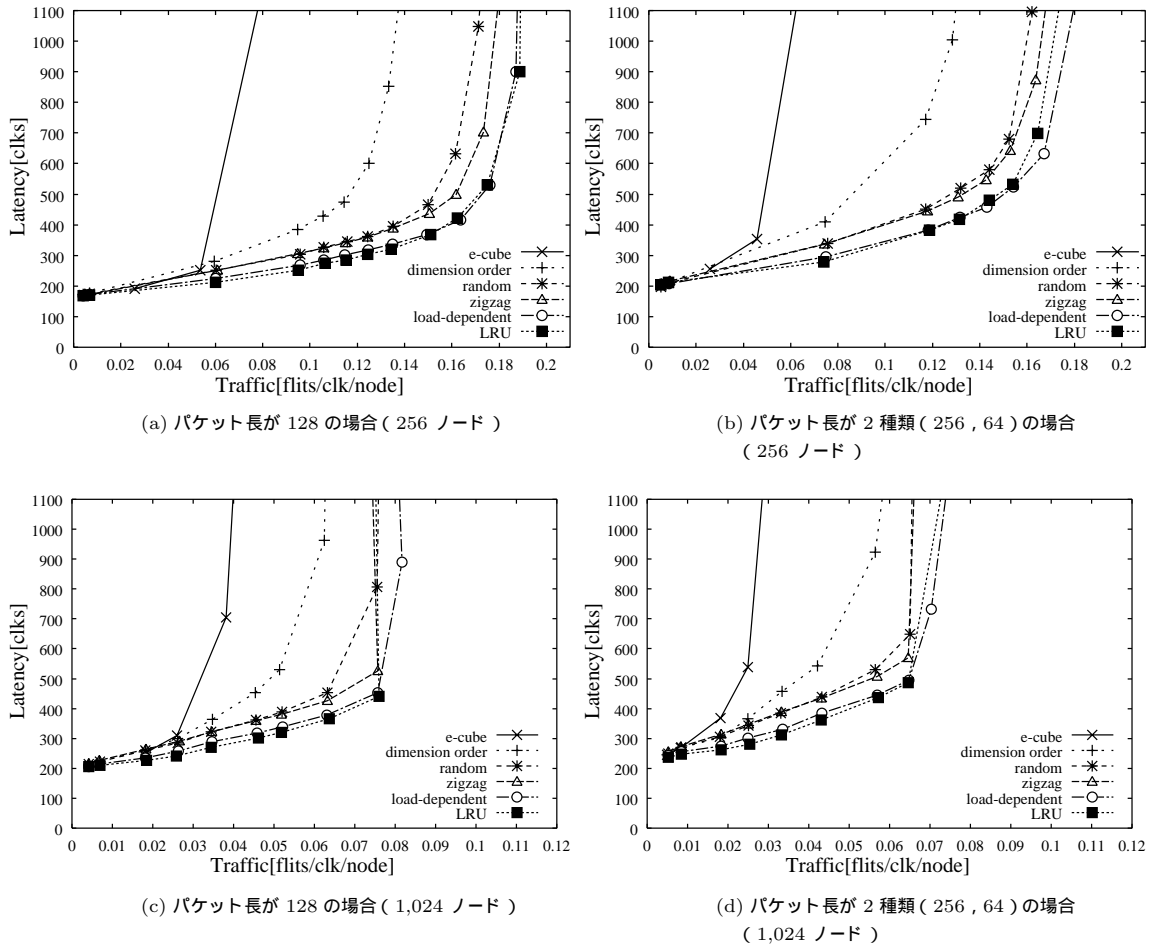 1100
1000
900
800
700
600
500
400
300
200
100
0
Latency[clks]
e-cube
dimension order
random
zigzag
load-dependent
LRU
0 0.02 0.04 0.06 0.08 0.1 0.12 0.14 0.16 0.18 0.2
Traffic[flits/clk/node]
(a) パケット長が 128 の場合( 256 ノード )
1100
1000
900
800
700
600
500
400
300
200
100
0
Latency[clks]
e-cube
dimension order
random
zigzag
load-dependent
LRU
0 0.02 0.04 0.06 0.08 0.1 0.12 0.14 0.16 0.18 0.2
Traffic[flits/clk/node]
(b) パケット長が 2 種類( 256 , 64 )の場合
( 256 ノード )
1100
1000
900
800
700
600
500
400
300
200
100
0
Latency[clks]
e-cube
dimension order
random
zigzag
load-dependent
LRU
0 0.01 0.02 0.03 0.04 0.05 0.06 0.07 0.08 0.09 0.1 0.11 0.12
Traffic[flits/clk/node]
(c) パケット長が 128 の場合( 1,024 ノード )
1100
1000
900
800
700
600
500
400
300
200
100
0
Latency[clks]
e-cube
dimension order
random
zigzag
load-dependent
LRU
0 0.01 0.02 0.03 0.04 0.05 0.06 0.07 0.08 0.09 0.1 0.11 0.12
Traffic[flits/clk/node]
(d) パケット長が 2 種類( 256 , 64 )の場合
( 1,024 ノード )